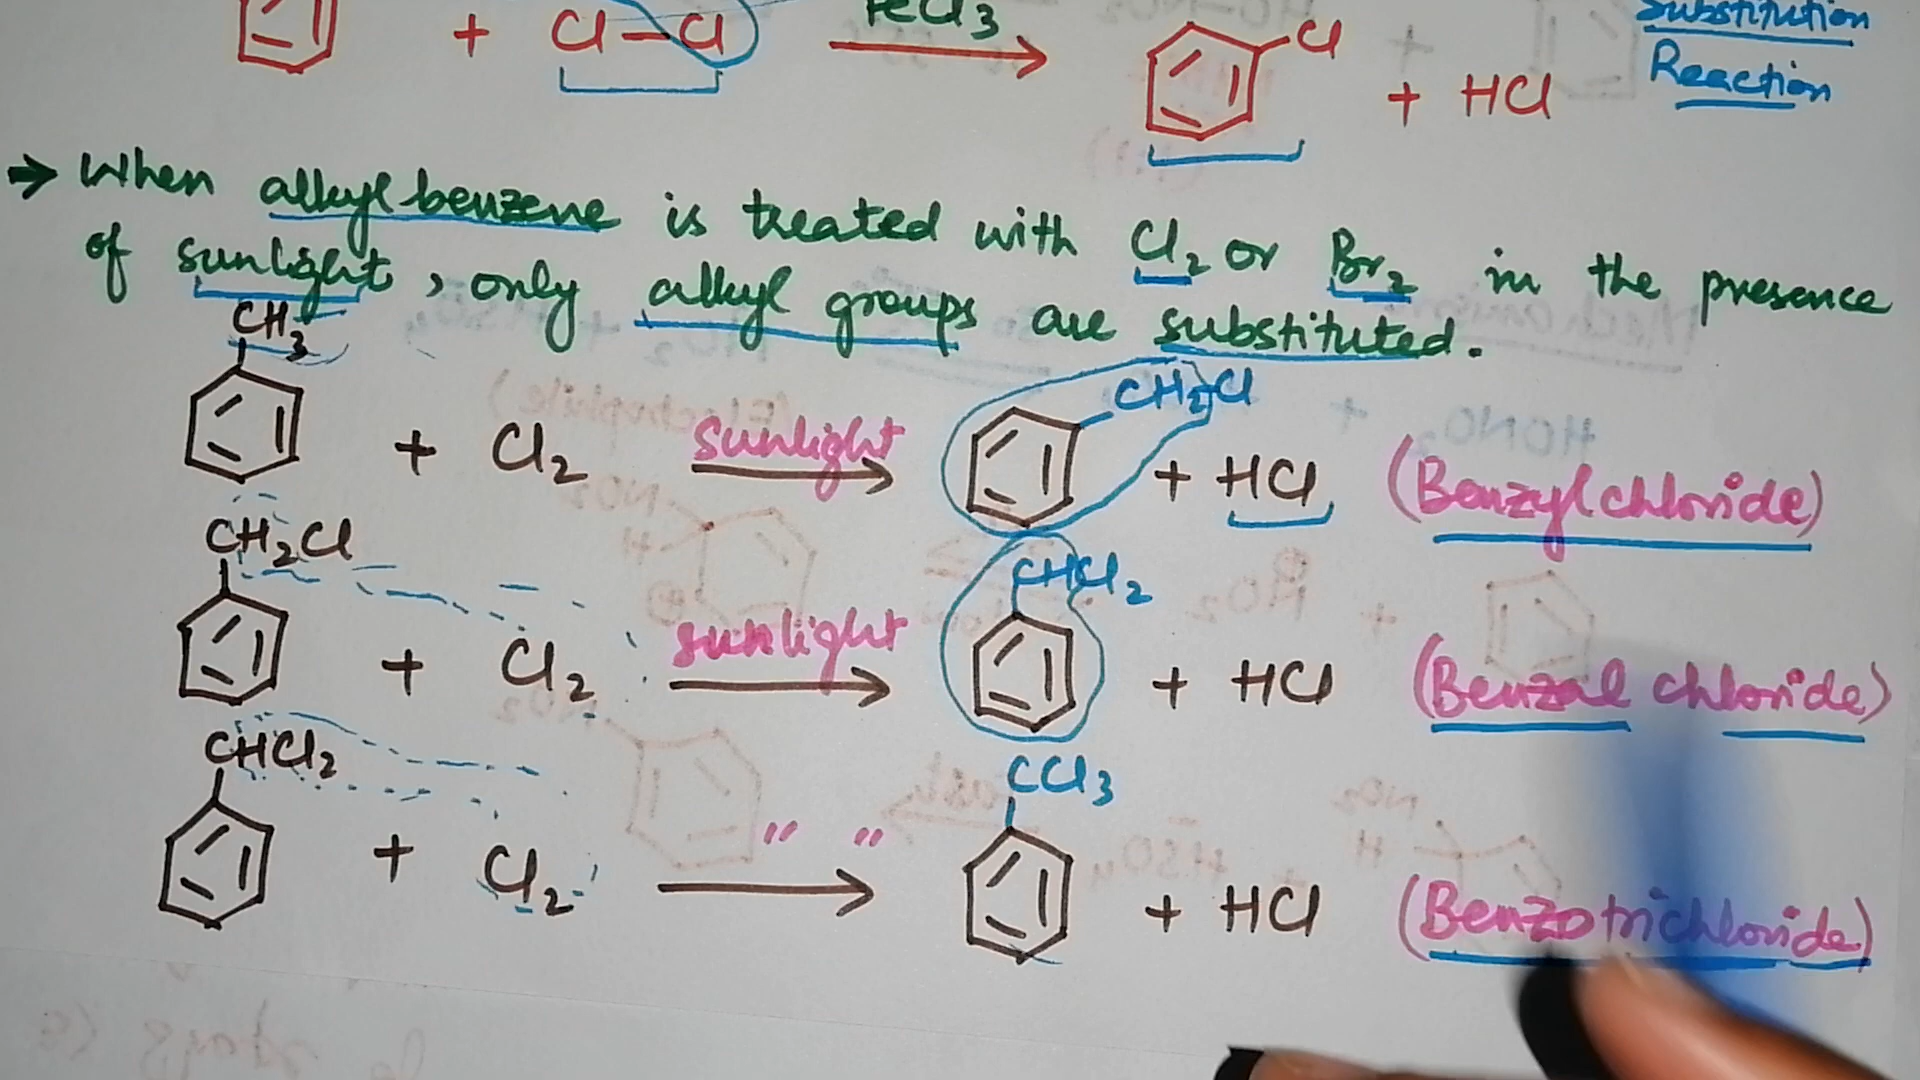 + Cl-Cl FeCl3 Cl + HCl
Substitution
Reaction
→ When alkyl benzene is treated with Cl2 or Br2 in the presence
of sunlight, only alkyl groups are substituted.
CH3 + Cl2 sunlight CH2Cl + HCl (Benzyl chloride)
CH2Cl + Cl2 sunlight CHCl2 + HCl (Benzal chloride)
CHCl2 + Cl2 " " CCl3 + HCl (Benzotrichloride)